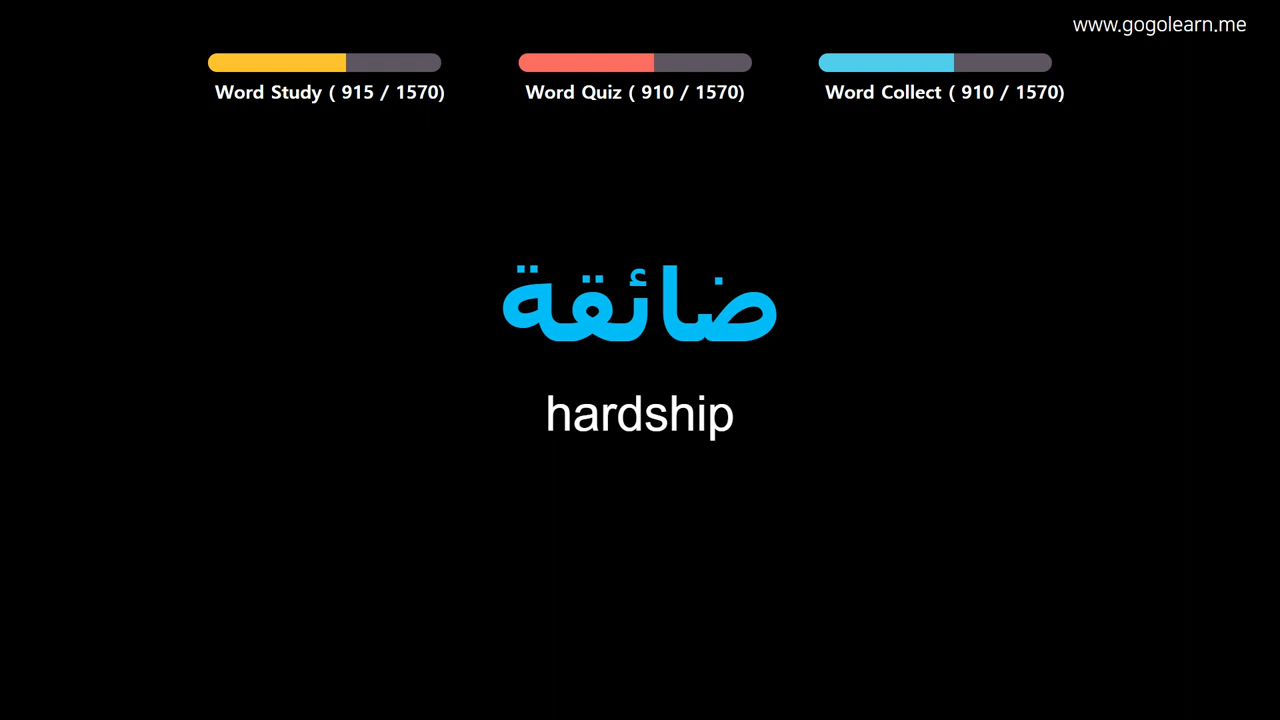 www.gogolearn.me
Word Study ( 915 / 1570)
Word Quiz ( 910 / 1570)
Word Collect ( 910 / 1570)
ضائقة
hardship